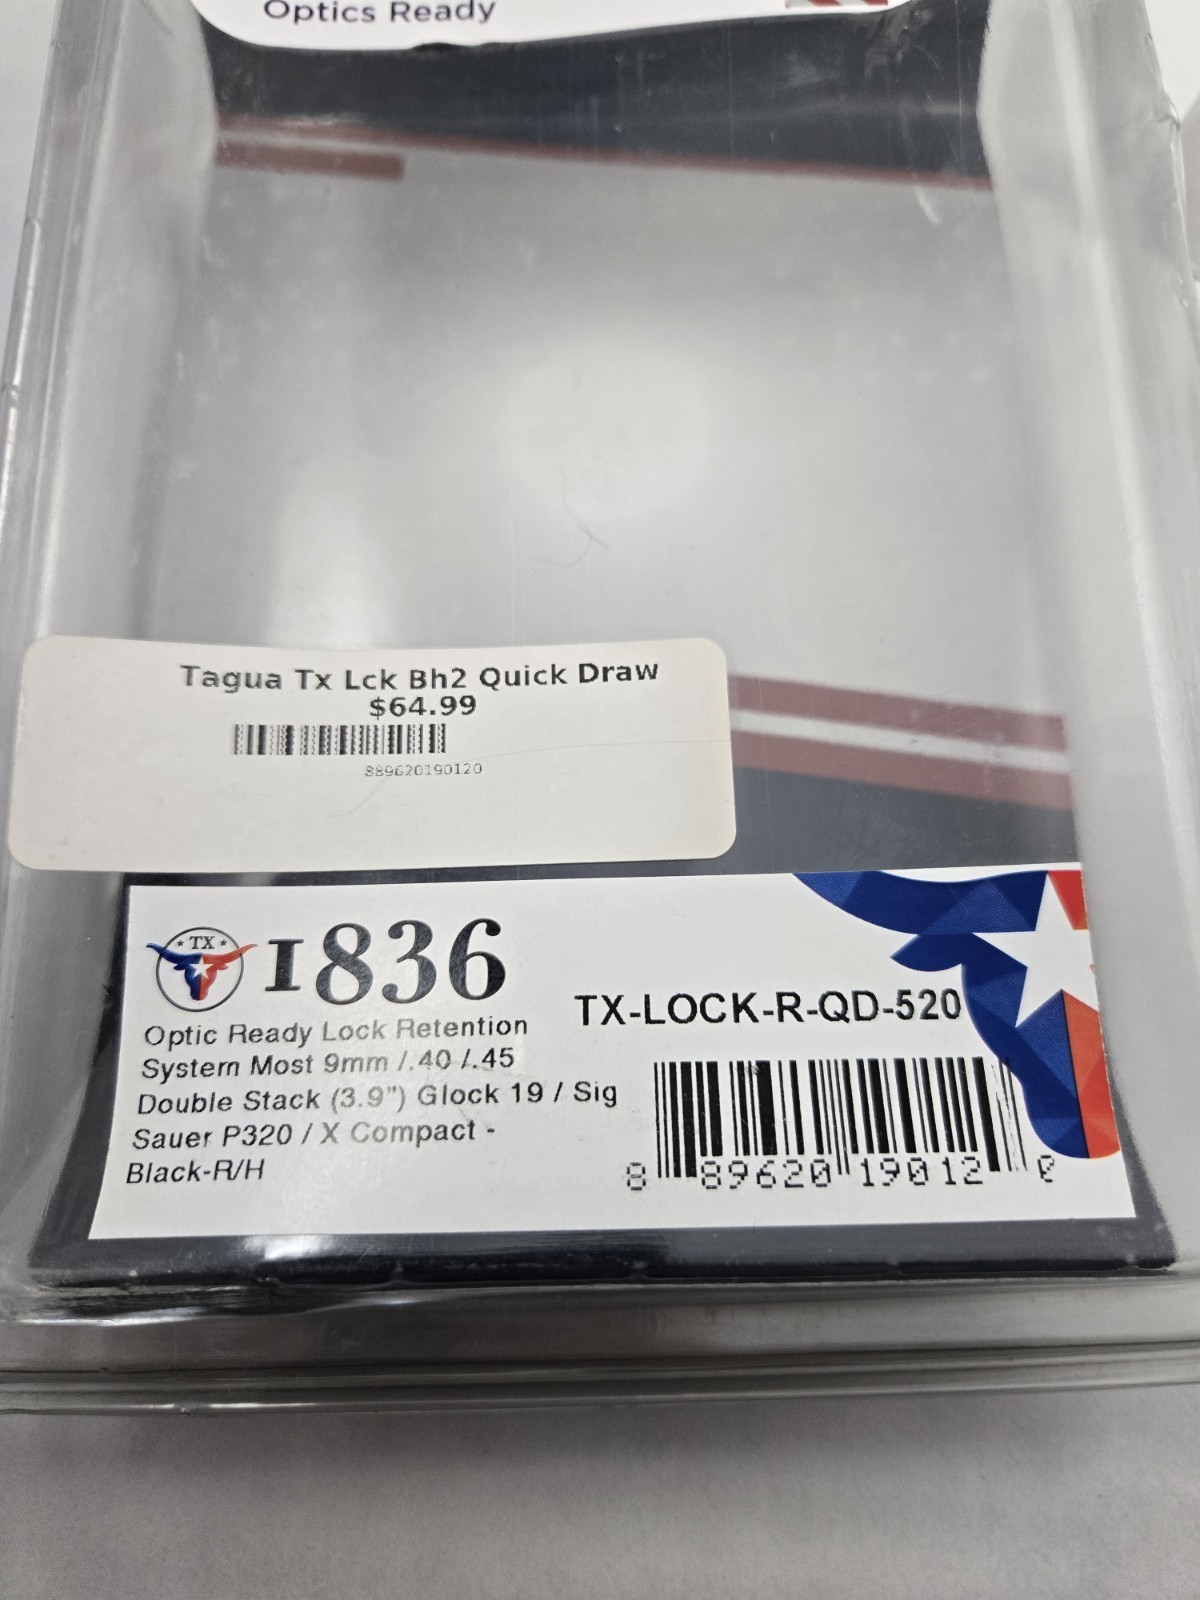 Optics Ready
Tagua Tx Lck Bh2 Quick Draw
$64.99
889620190120
TX
1836
Optic Ready Lock Retention
System Most 9mm /.40 /.45
Double Stack (3.9") Glock 19 / Sig
Sauer P320 / X Compact -
Black-R/H
TX-LOCK-R-QD-520
8 89620 19012 0